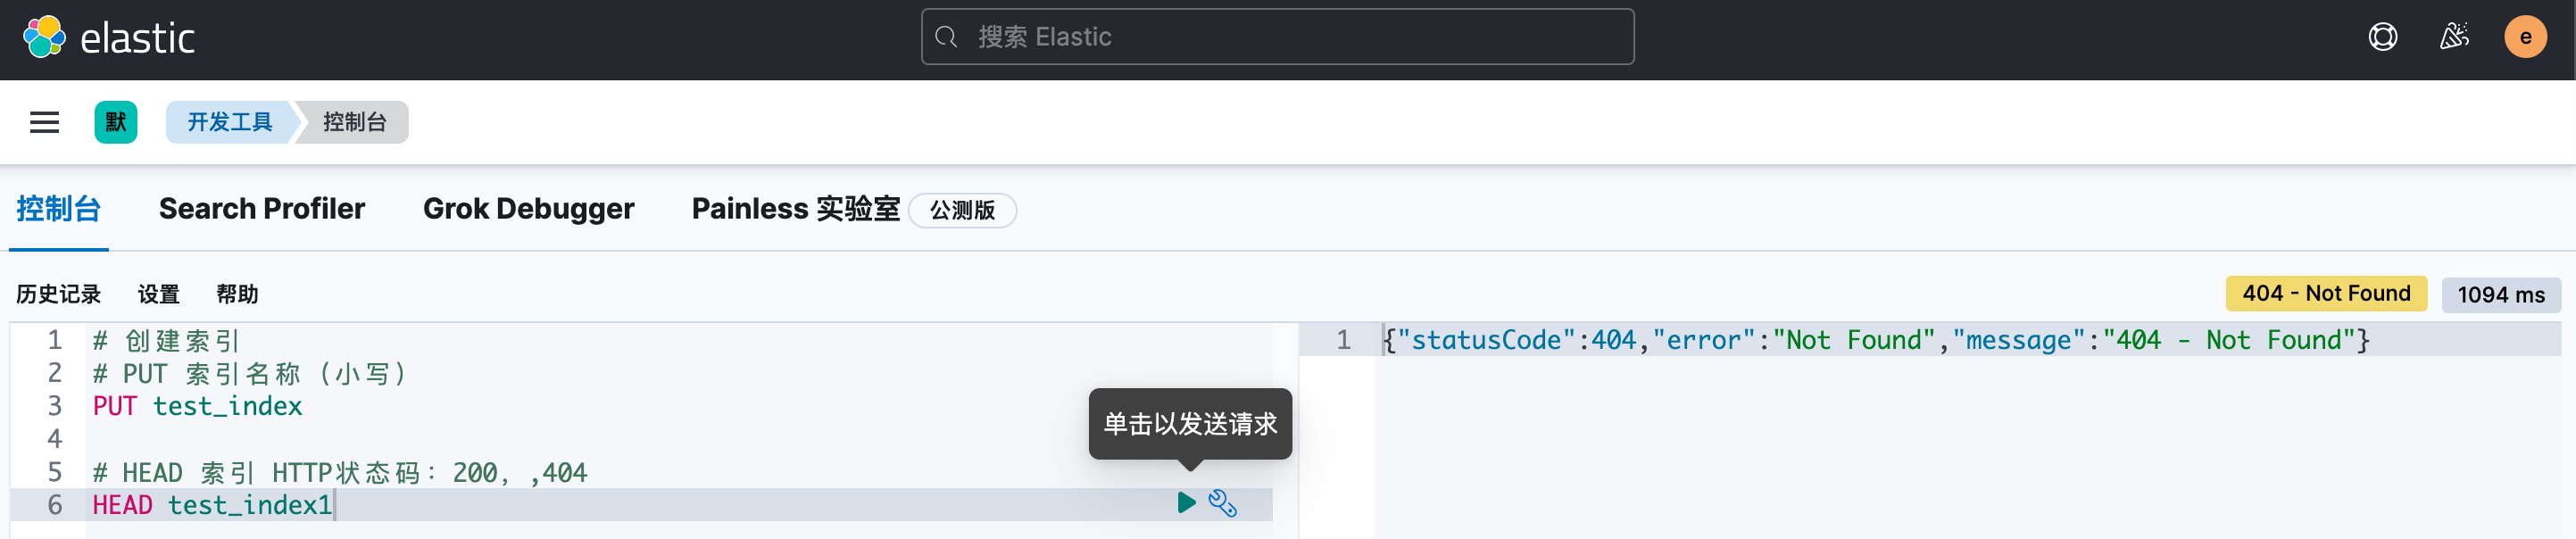 elastic
搜索 Elastic
e
默
开发工具
控制台
控制台
Search Profiler
Grok Debugger
Painless 实验室
公测版
历史记录
设置
帮助
404 - Not Found
1094 ms
1 # 创建索引
2 # PUT 索引名称（小写）
3 PUT test_index
4
5 # HEAD 索引 HTTP状态码：200，,404
6 HEAD test_index1
单击以发送请求
1 {"statusCode":404,"error":"Not Found","message":"404 - Not Found"}